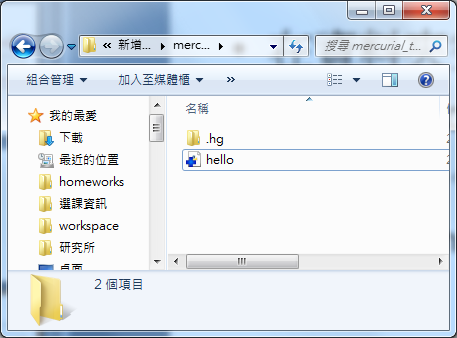 « 新增... ▸ merc... ▸
搜尋 mercurial_t...
組合管理 ▼ 加入至媒體櫃 ▼ »
我的最愛
下載
最近的位置
homeworks
選課資訊
workspace
研究所
桌面
名稱
.hg
hello
2 個項目